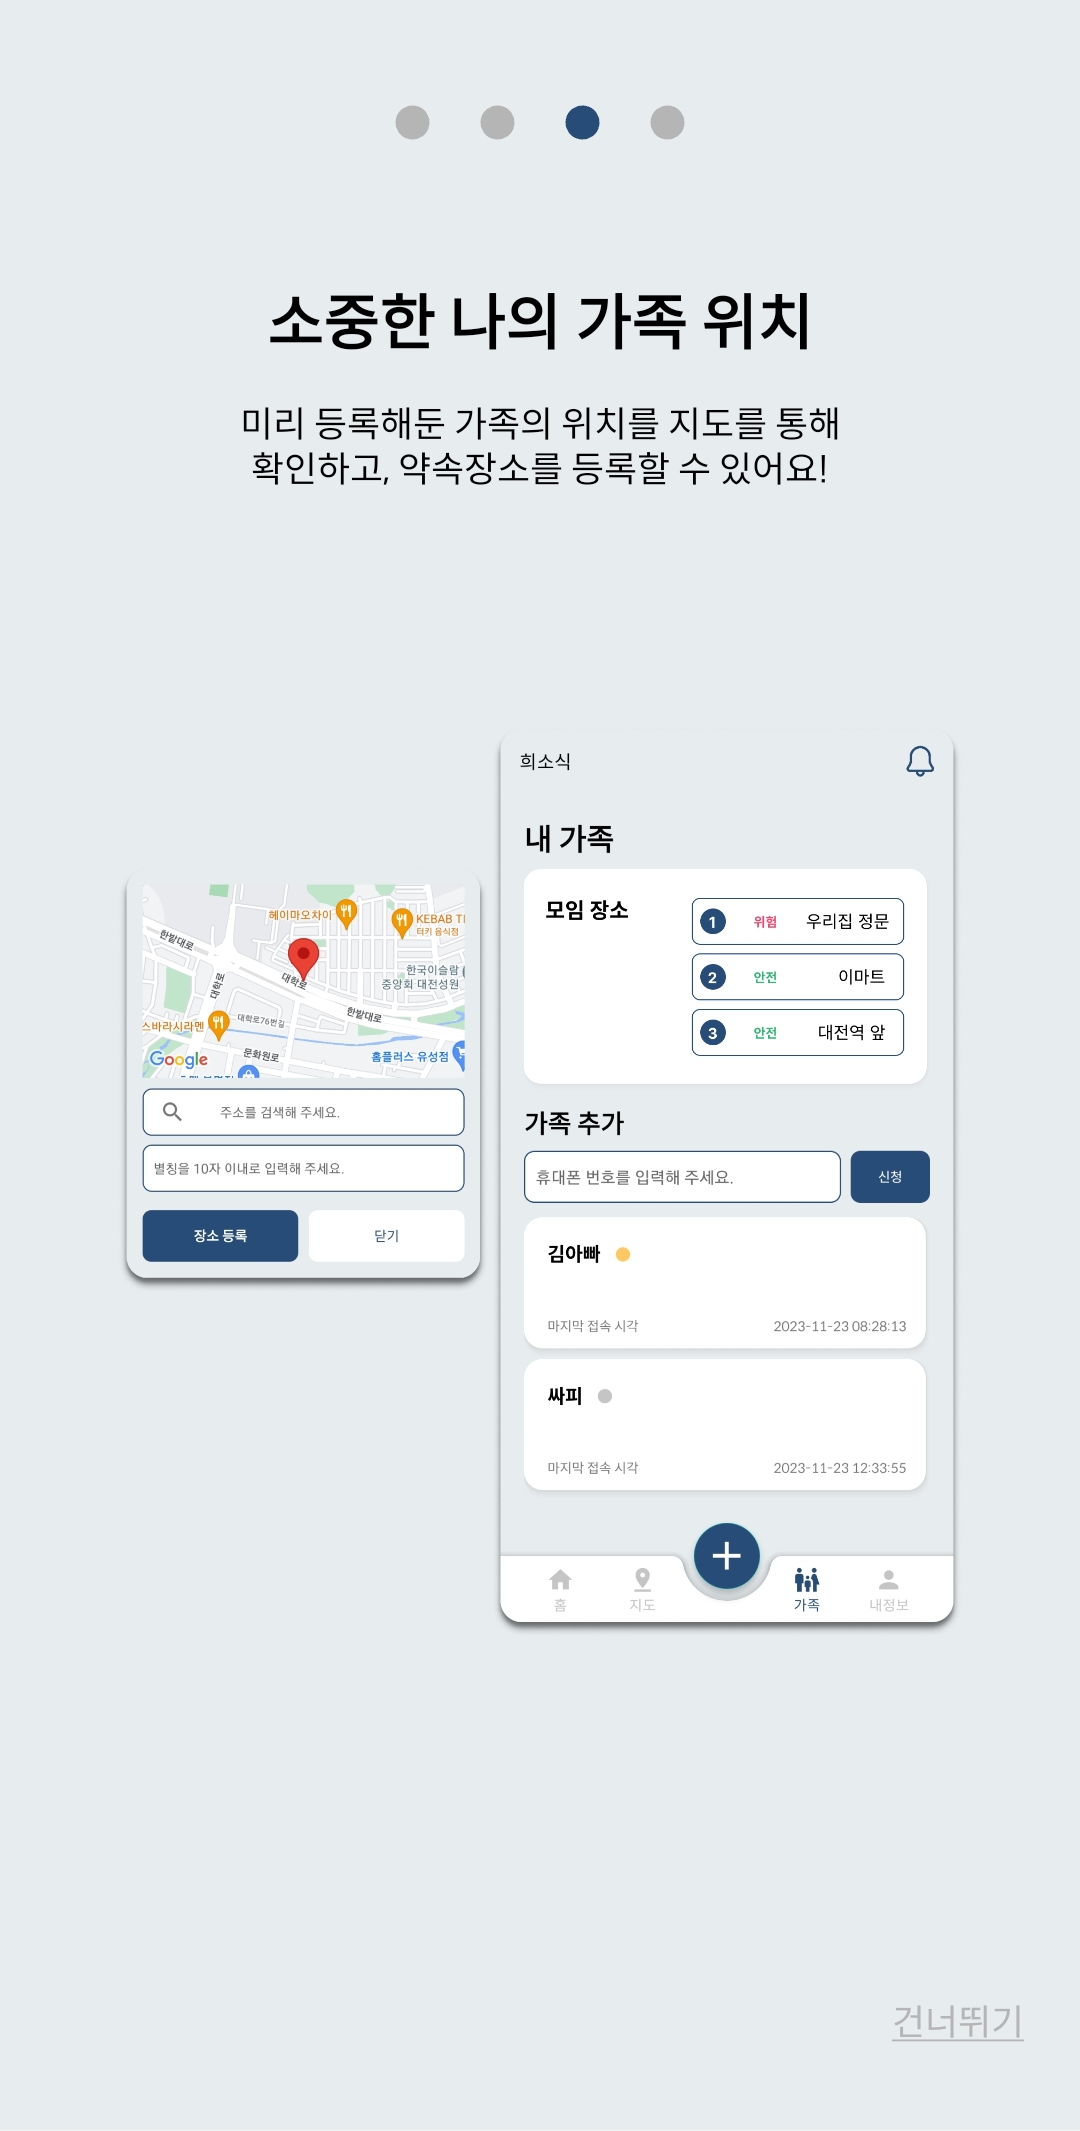 소중한 나의 가족 위치
미리 등록해둔 가족의 위치를 지도를 통해
확인하고, 약속장소를 등록할 수 있어요!
헤이마오차이
KEBAB
터키 음식점
한밭대로
대학로
대학로
한국이슬람
중앙회 대전성원
스바라시라멘
대학로76번길
한밭대로
문화원로
홈플러스 유성점
Google
주소를 검색해 주세요.
별칭을 10자 이내로 입력해 주세요.
장소 등록
닫기
희소식
내 가족
모임 장소
1 위험 우리집 정문
2 안전 이마트
3 안전 대전역 앞
가족 추가
휴대폰 번호를 입력해 주세요.
신청
김아빠
마지막 접속 시각 2023-11-23 08:28:13
싸피
마지막 접속 시각 2023-11-23 12:33:55
홈
지도
가족
내정보
건너뛰기